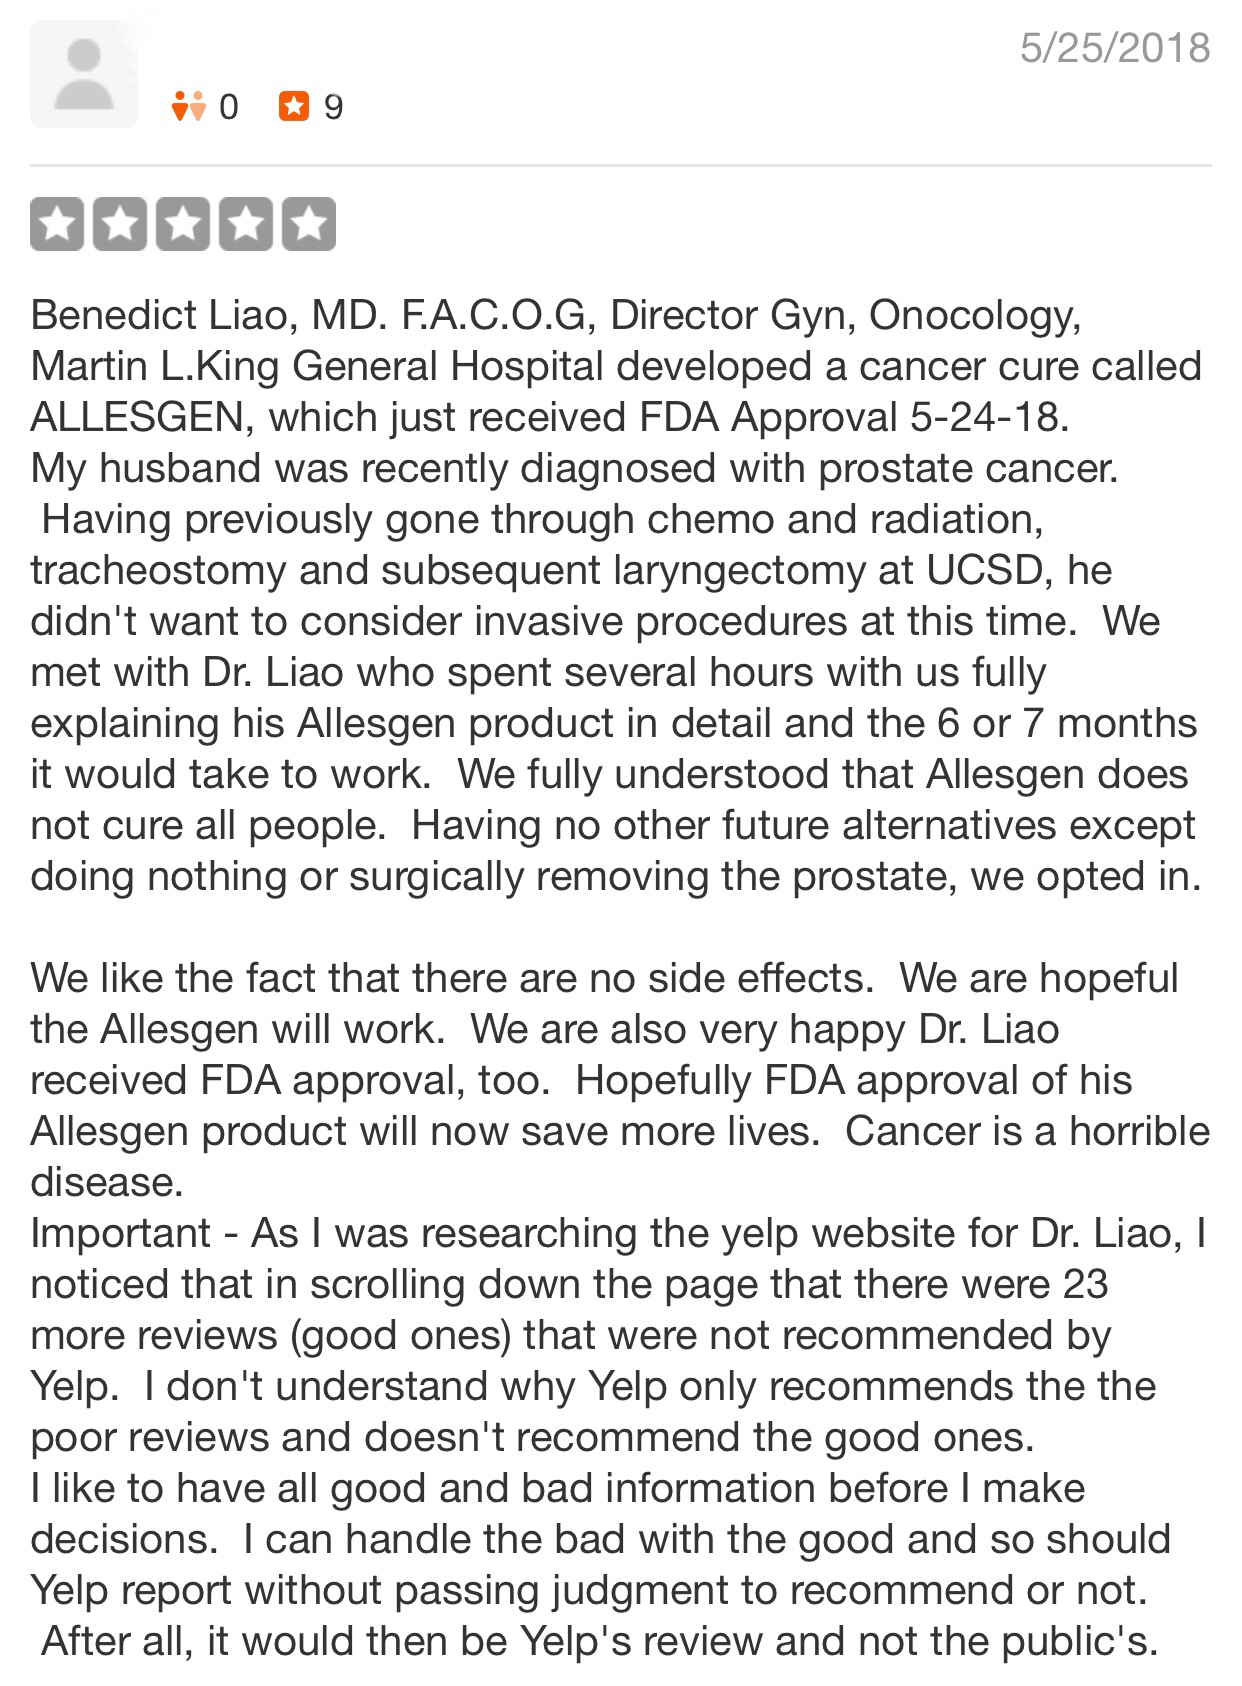 5/25/2018
0 9
Benedict Liao, MD. F.A.C.O.G, Director Gyn, Onocology,
Martin L.King General Hospital developed a cancer cure called
ALLESGEN, which just received FDA Approval 5-24-18.
My husband was recently diagnosed with prostate cancer.
Having previously gone through chemo and radiation,
tracheostomy and subsequent laryngectomy at UCSD, he
didn't want to consider invasive procedures at this time.  We
met with Dr. Liao who spent several hours with us fully
explaining his Allesgen product in detail and the 6 or 7 months
it would take to work.  We fully understood that Allesgen does
not cure all people.  Having no other future alternatives except
doing nothing or surgically removing the prostate, we opted in.
We like the fact that there are no side effects.  We are hopeful
the Allesgen will work.  We are also very happy Dr. Liao
received FDA approval, too.  Hopefully FDA approval of his
Allesgen product will now save more lives.  Cancer is a horrible
disease.
Important - As I was researching the yelp website for Dr. Liao, I
noticed that in scrolling down the page that there were 23
more reviews (good ones) that were not recommended by
Yelp.  I don't understand why Yelp only recommends the the
poor reviews and doesn't recommend the good ones.
I like to have all good and bad information before I make
decisions.  I can handle the bad with the good and so should
Yelp report without passing judgment to recommend or not.
After all, it would then be Yelp's review and not the public's.